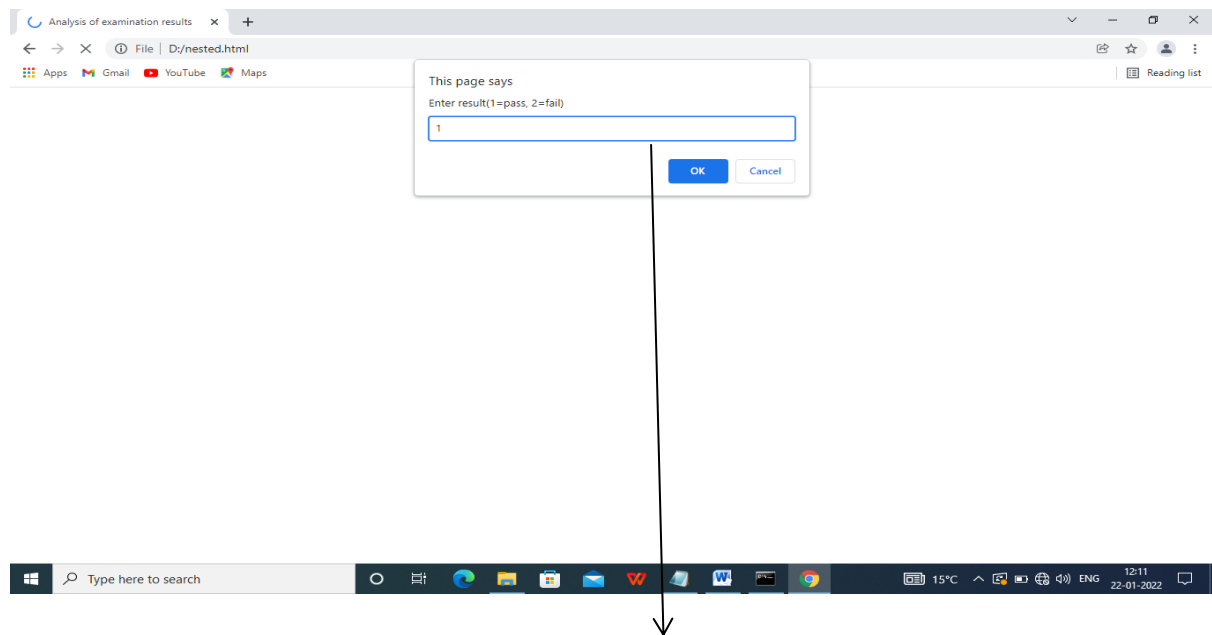 Analysis of examination results
File D:/nested.html
Apps Gmail YouTube Maps Reading list
This page says
Enter result(1=pass, 2=fail)
1
OK Cancel
Type here to search 15°C ENG 12:11
22-01-2022